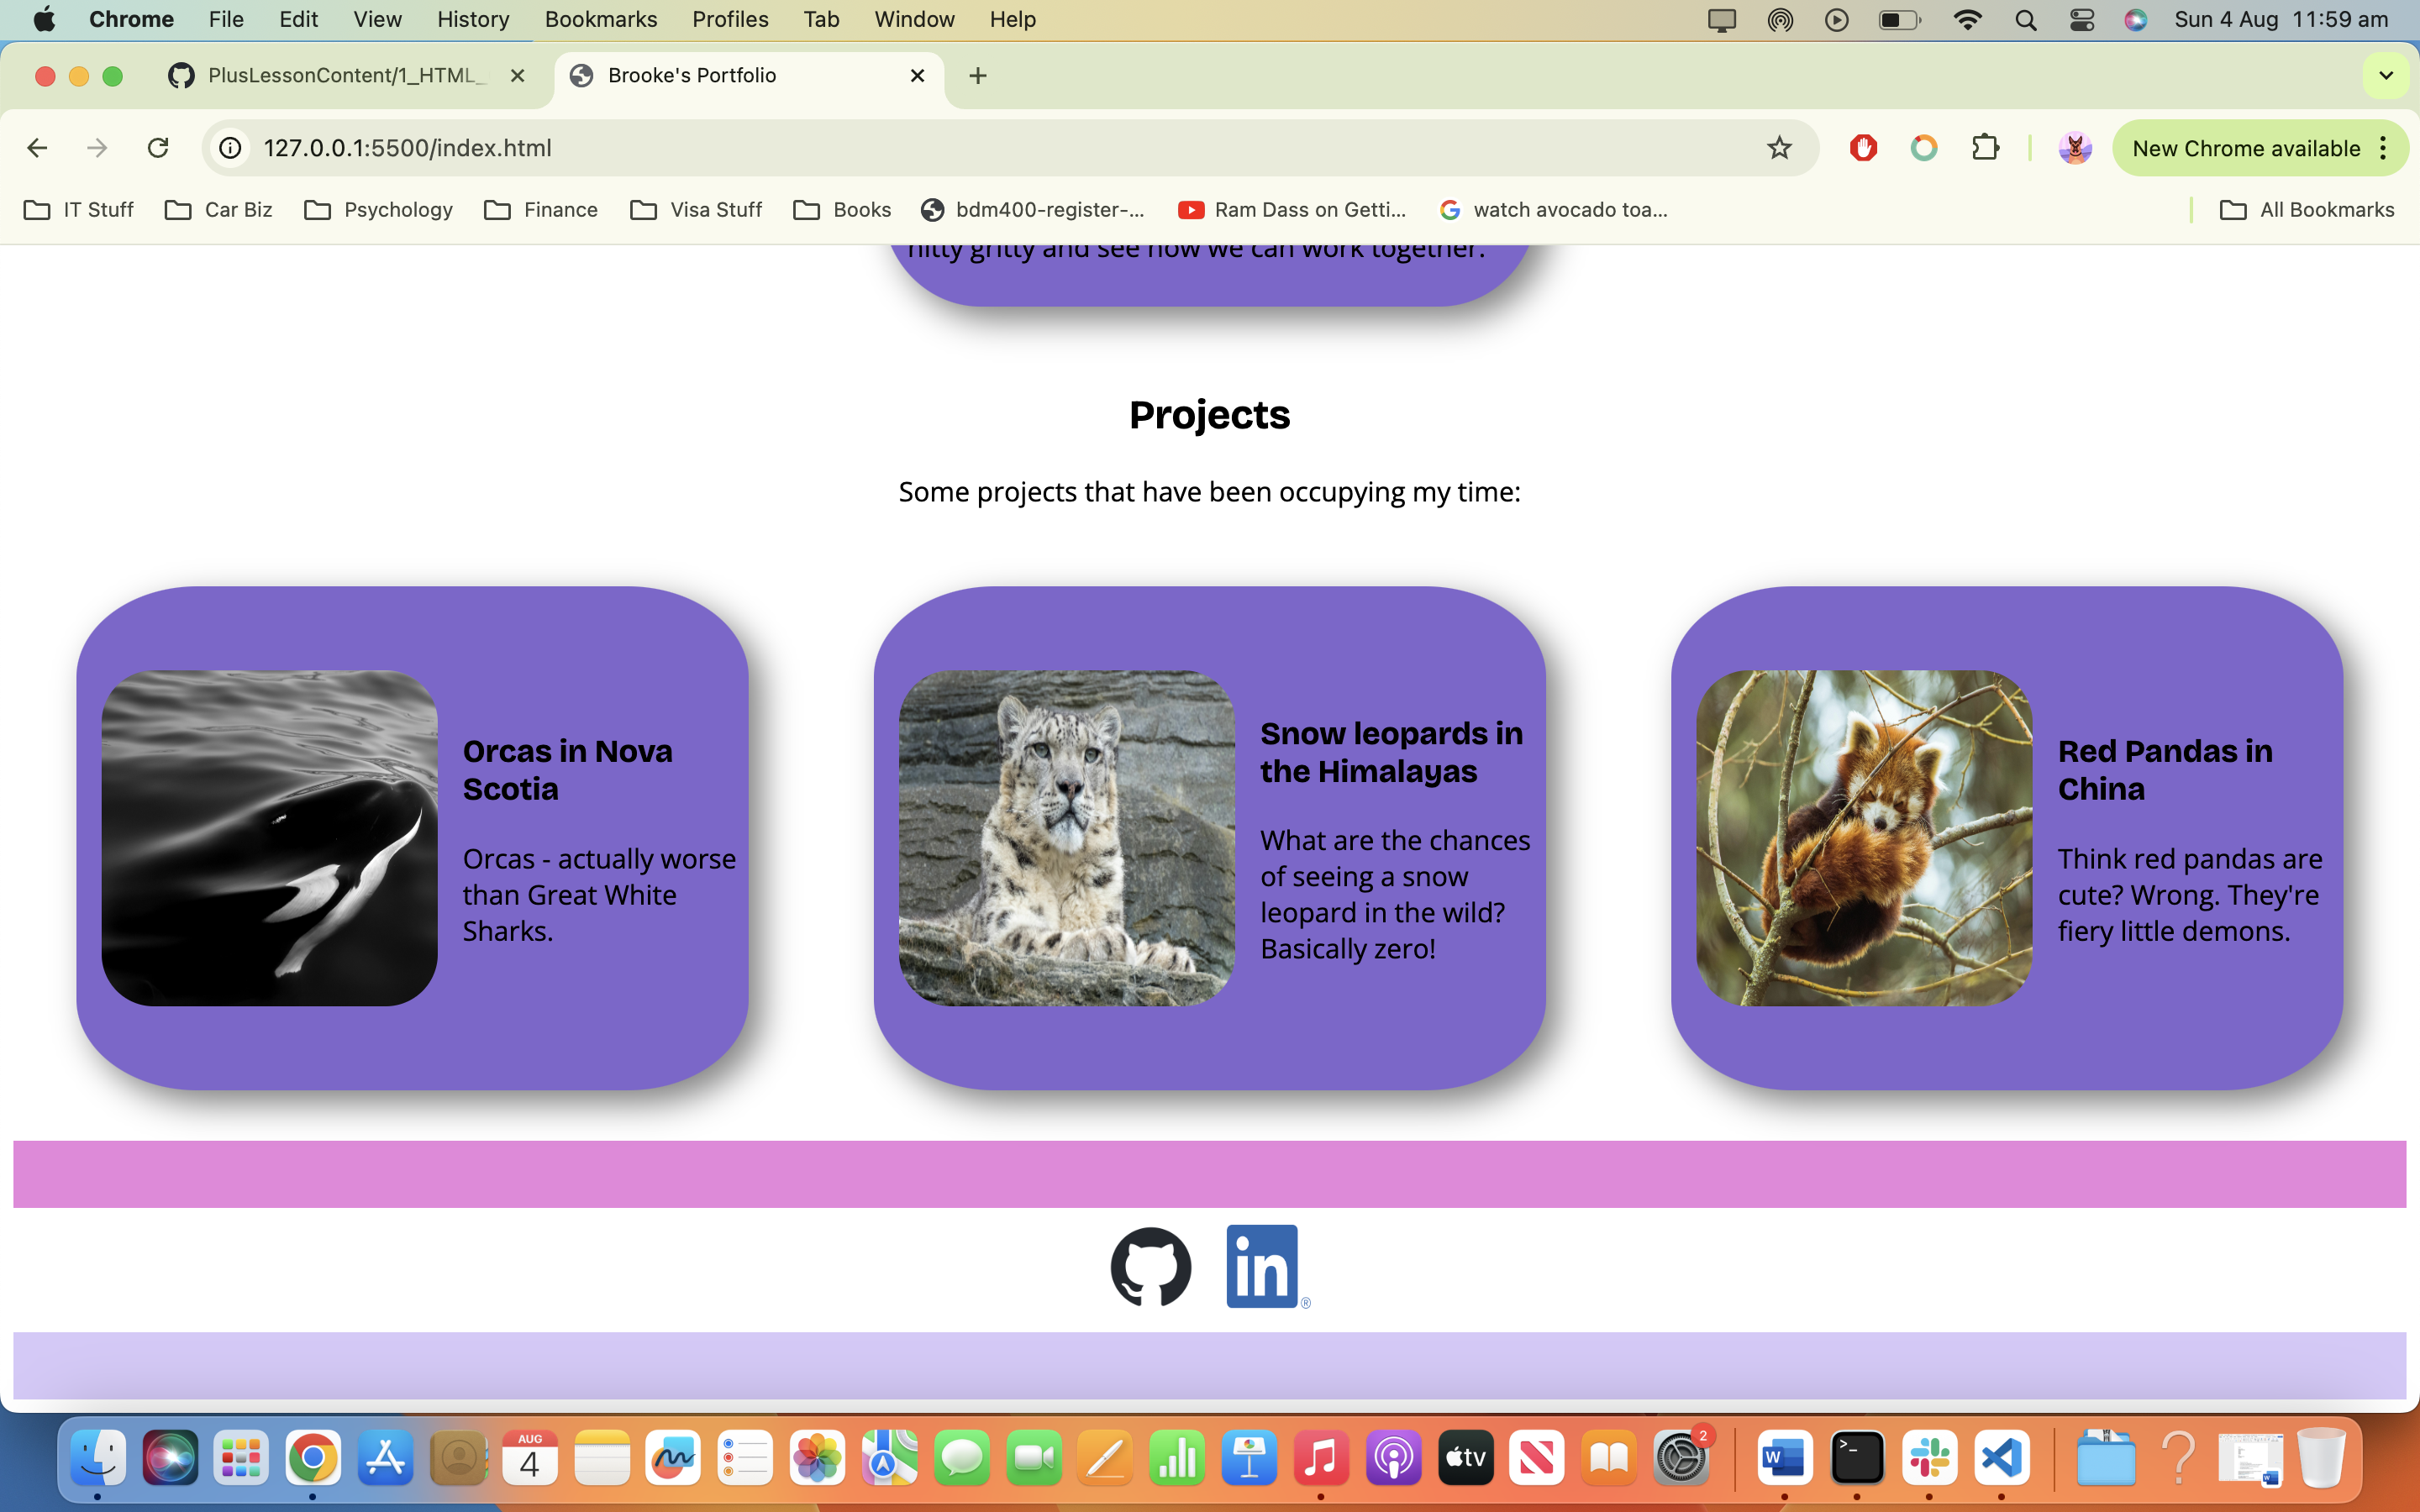 Chrome File Edit View History Bookmarks Profiles Tab Window Help Sun 4 Aug 11:59 am
PlusLessonContent/1_HTML_ Brooke's Portfolio
127.0.0.1:5500/index.html New Chrome available
IT Stuff Car Biz Psychology Finance Visa Stuff Books bdm400-register-... Ram Dass on Getti... watch avocado toa... All Bookmarks
nitty gritty and see how we can work together.
Projects
Some projects that have been occupying my time:
Orcas in Nova
Scotia
Orcas - actually worse
than Great White
Sharks.
Snow leopards in
the Himalayas
What are the chances
of seeing a snow
leopard in the wild?
Basically zero!
Red Pandas in
China
Think red pandas are
cute? Wrong. They're
fiery little demons.
in ®
AUG
4
tv
2
W
>_